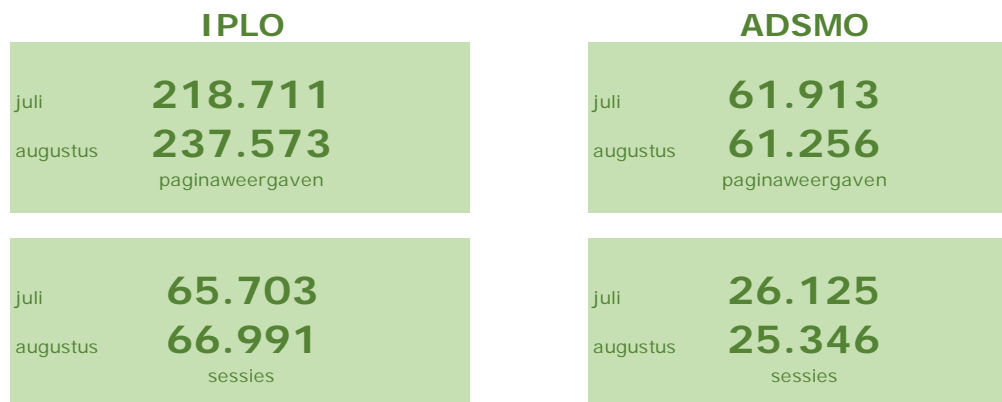 IPLO
juli 218.711
augustus 237.573
paginaweergaven
juli 65.703
augustus 66.991
sessies
ADSMO
juli 61.913
augustus 61.256
paginaweergaven
juli 26.125
augustus 25.346
sessies